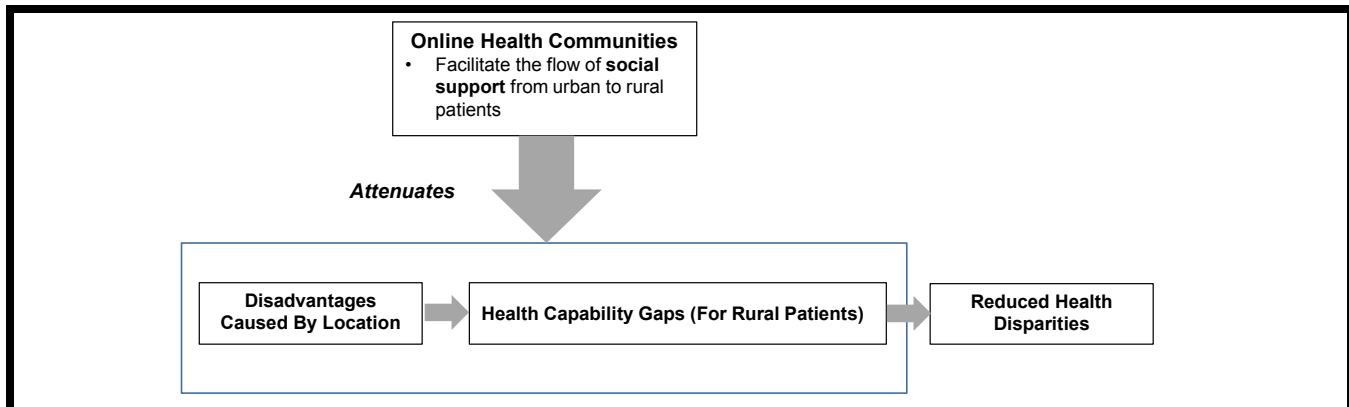 Online Health Communities
• Facilitate the flow of social
support from urban to rural
patients
Attenuates
Disadvantages
Caused By Location
Health Capability Gaps (For Rural Patients)
Reduced Health
Disparities